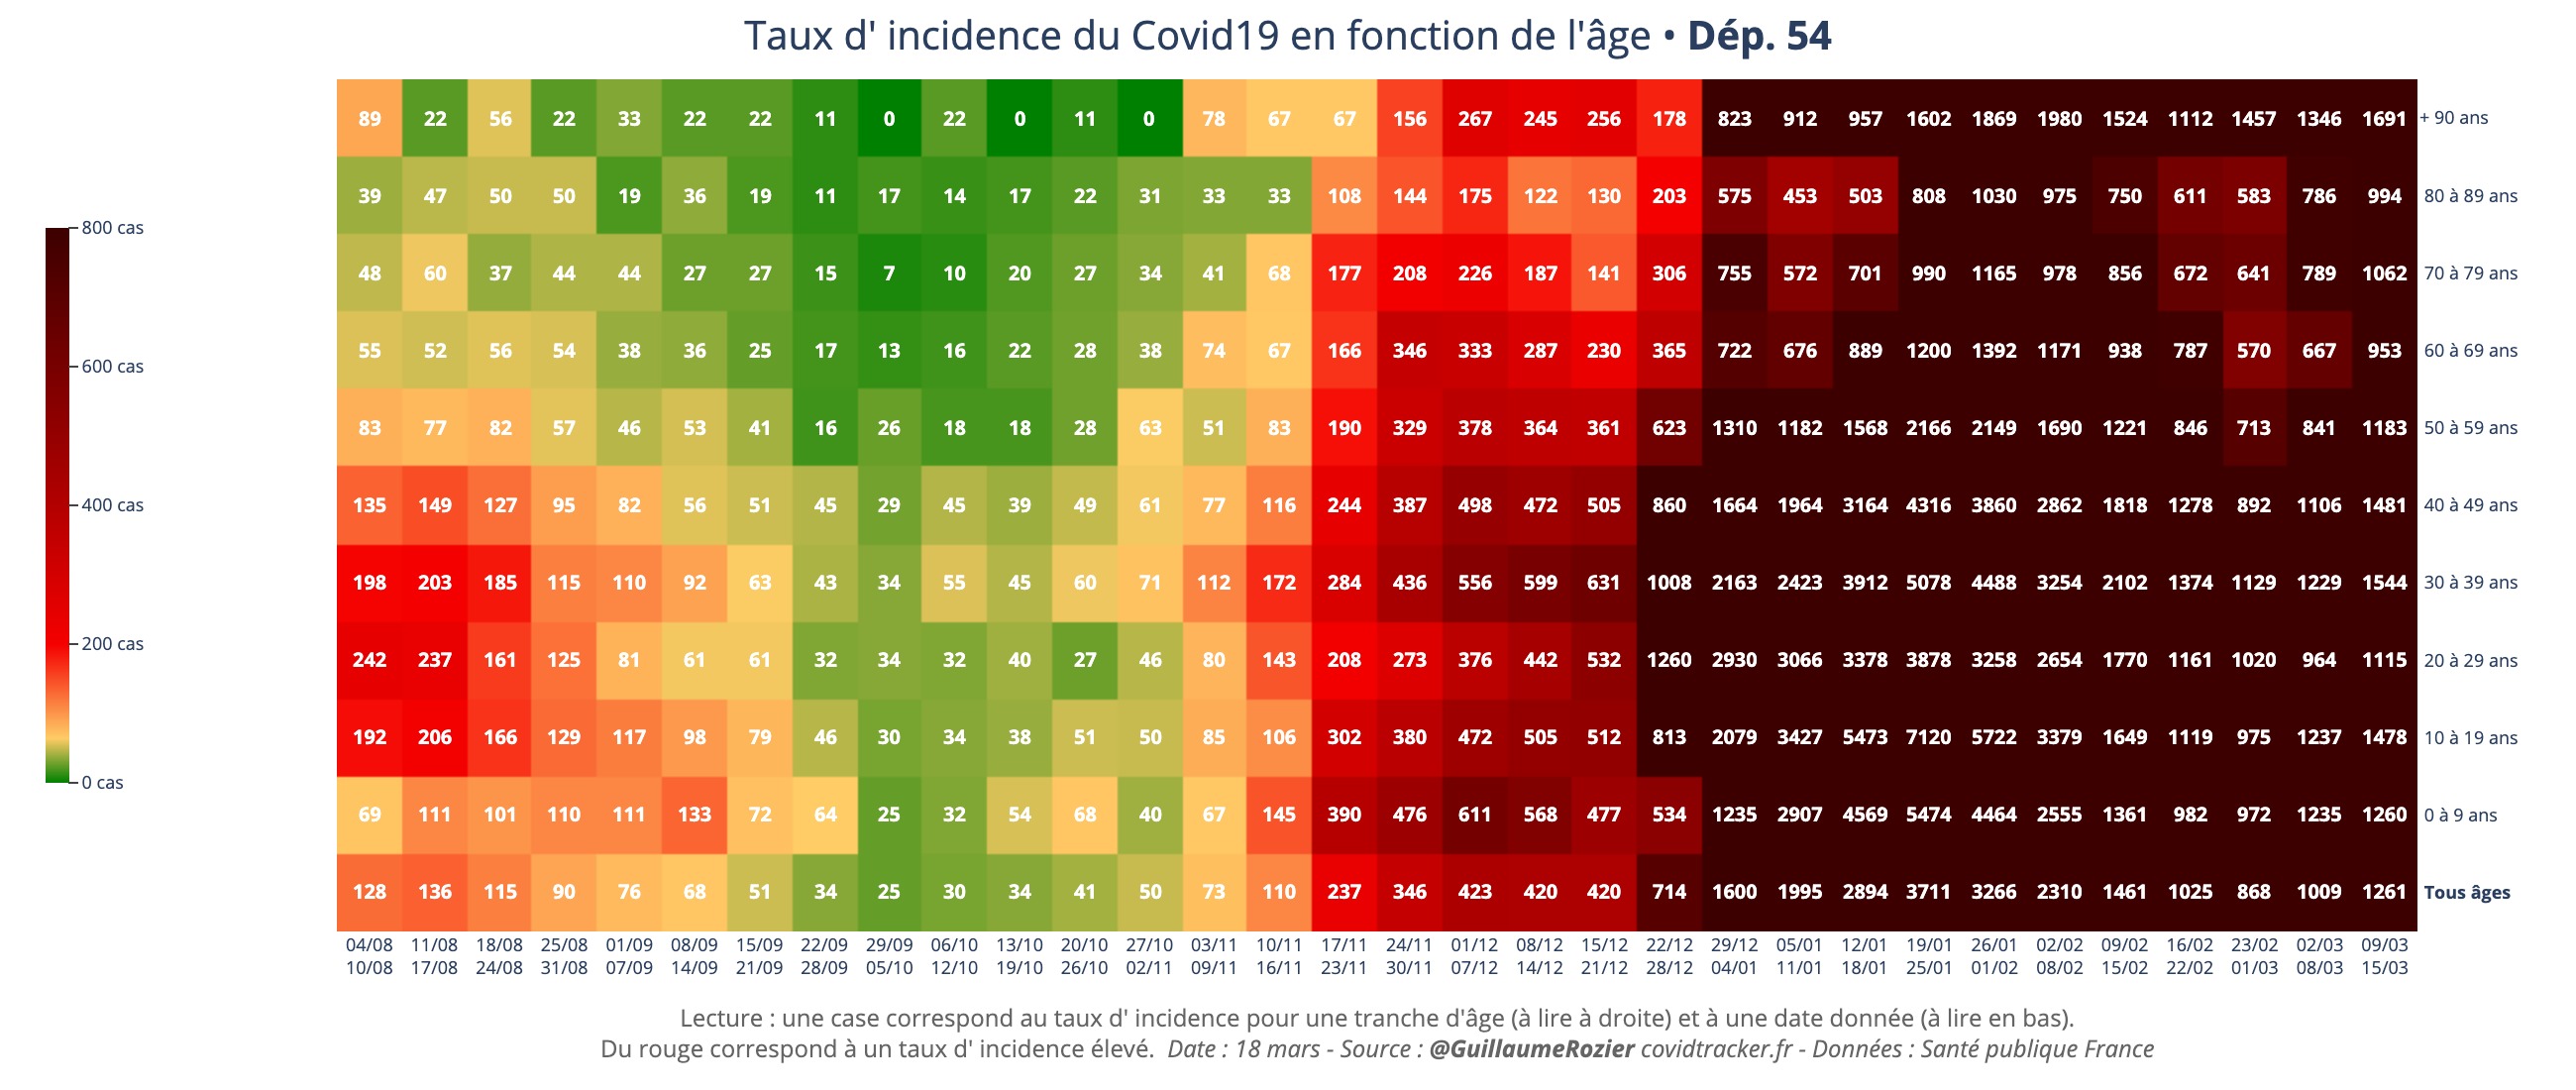 Taux d' incidence du Covid19 en fonction de l'âge • Dép. 54
89 22 56 22 33 22 22 11 0 22 0 11 0 78 67 67 156 267 245 256 178 823 912 957 1602 1869 1980 1524 1112 1457 1346 1691 + 90 ans
39 47 50 50 19 36 19 11 17 14 17 22 31 33 33 108 144 175 122 130 203 575 453 503 808 1030 975 750 611 583 786 994 80 à 89 ans
800 cas
48 60 37 44 44 27 27 15 7 10 20 27 34 41 68 177 208 226 187 141 306 755 572 701 990 1165 978 856 672 641 789 1062 70 à 79 ans
55 52 56 54 38 36 25 17 13 16 22 28 38 74 67 166 346 333 287 230 365 722 676 889 1200 1392 1171 938 787 570 667 953 60 à 69 ans
600 cas
83 77 82 57 46 53 41 16 26 18 18 28 63 51 83 190 329 378 364 361 623 1310 1182 1568 2166 2149 1690 1221 846 713 841 1183 50 à 59 ans
400 cas
135 149 127 95 82 56 51 45 29 45 39 49 61 77 116 244 387 498 472 505 860 1664 1964 3164 4316 3860 2862 1818 1278 892 1106 1481 40 à 49 ans
198 203 185 115 110 92 63 43 34 55 45 60 71 112 172 284 436 556 599 631 1008 2163 2423 3912 5078 4488 3254 2102 1374 1129 1229 1544 30 à 39 ans
200 cas
242 237 161 125 81 61 61 32 34 32 40 27 46 80 143 208 273 376 442 532 1260 2930 3066 3378 3878 3258 2654 1770 1161 1020 964 1115 20 à 29 ans
192 206 166 129 117 98 79 46 30 34 38 51 50 85 106 302 380 472 505 512 813 2079 3427 5473 7120 5722 3379 1649 1119 975 1237 1478 10 à 19 ans
0 cas
69 111 101 110 111 133 72 64 25 32 54 68 40 67 145 390 476 611 568 477 534 1235 2907 4569 5474 4464 2555 1361 982 972 1235 1260 0 à 9 ans
128 136 115 90 76 68 51 34 25 30 34 41 50 73 110 237 346 423 420 420 714 1600 1995 2894 3711 3266 2310 1461 1025 868 1009 1261 Tous âges
04/08 11/08 18/08 25/08 01/09 08/09 15/09 22/09 29/09 06/10 13/10 20/10 27/10 03/11 10/11 17/11 24/11 01/12 08/12 15/12 22/12 29/12 05/01 12/01 19/01 26/01 02/02 09/02 16/02 23/02 02/03 09/03
10/08 17/08 24/08 31/08 07/09 14/09 21/09 28/09 05/10 12/10 19/10 26/10 02/11 09/11 16/11 23/11 30/11 07/12 14/12 21/12 28/12 04/01 11/01 18/01 25/01 01/02 08/02 15/02 22/02 01/03 08/03 15/03
Lecture : une case correspond au taux d' incidence pour une tranche d'âge (à lire à droite) et à une date donnée (à lire en bas).
Du rouge correspond à un taux d' incidence élevé. Date : 18 mars - Source : @GuillaumeRozier covidtracker.fr - Données : Santé publique France